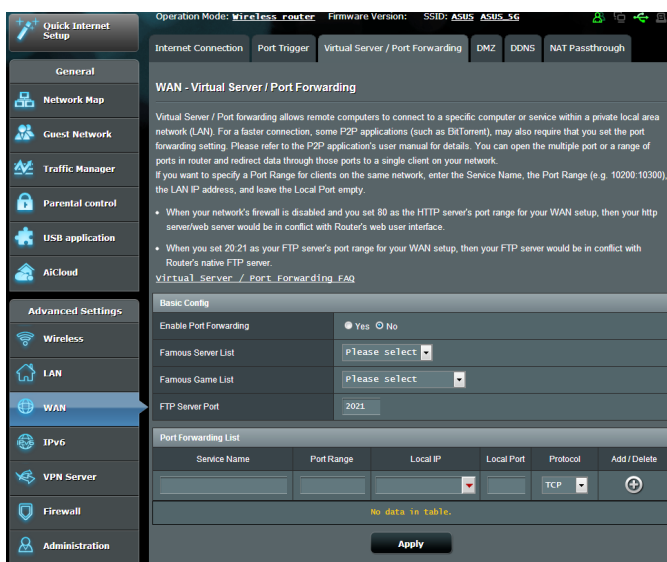 Quick Internet
Setup
General
Network Map
Guest Network
Traffic Manager
Parental control
USB application
AiCloud
Advanced Settings
Wireless
LAN
WAN
IPv6
VPN Server
Firewall
Administration
Operation Mode: Wireless router Firmware Version: SSID: ASUS ASUS_5G
Internet Connection Port Trigger Virtual Server / Port Forwarding DMZ DDNS NAT Passthrough
WAN - Virtual Server / Port Forwarding
Virtual Server / Port forwarding allows remote computers to connect to a specific computer or service within a private local area
network (LAN). For a faster connection, some P2P applications (such as BitTorrent), may also require that you set the port
forwarding setting. Please refer to the P2P application's user manual for details. You can open the multiple port or a range of
ports in router and redirect data through those ports to a single client on your network.
If you want to specify a Port Range for clients on the same network, enter the Service Name, the Port Range (e.g. 10200:10300),
the LAN IP address, and leave the Local Port empty.
• When your network's firewall is disabled and you set 80 as the HTTP server's port range for your WAN setup, then your http
server/web server would be in conflict with Router's web user interface.
• When you set 20:21 as your FTP server's port range for your WAN setup, then your FTP server would be in conflict with
Router's native FTP server.
Virtual Server / Port Forwarding FAQ
Basic Config
Enable Port Forwarding Yes No
Famous Server List Please select
Famous Game List Please select
FTP Server Port 2021
Port Forwarding List
Service Name Port Range Local IP Local Port Protocol Add / Delete
TCP
No data in table.
Apply